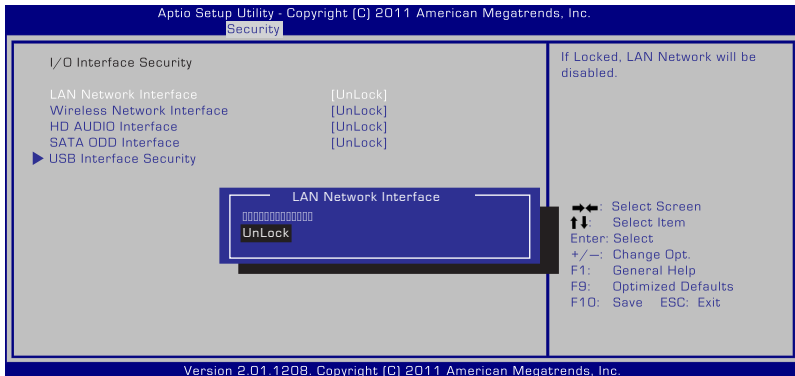 Aptio Setup Utility - Copyright (C) 2011 American Megatrends, Inc.
Security
I/O Interface Security
LAN Network Interface [UnLock]
Wireless Network Interface [UnLock]
HD AUDIO Interface [UnLock]
SATA ODD Interface [UnLock]
USB Interface Security
If Locked, LAN Network will be
disabled.
LAN Network Interface
UnLock
→←: Select Screen
↑↓: Select Item
Enter: Select
+/—: Change Opt.
F1: General Help
F9: Optimized Defaults
F10: Save ESC: Exit
Version 2.01.1208. Copyright (C) 2011 American Megatrends, Inc.